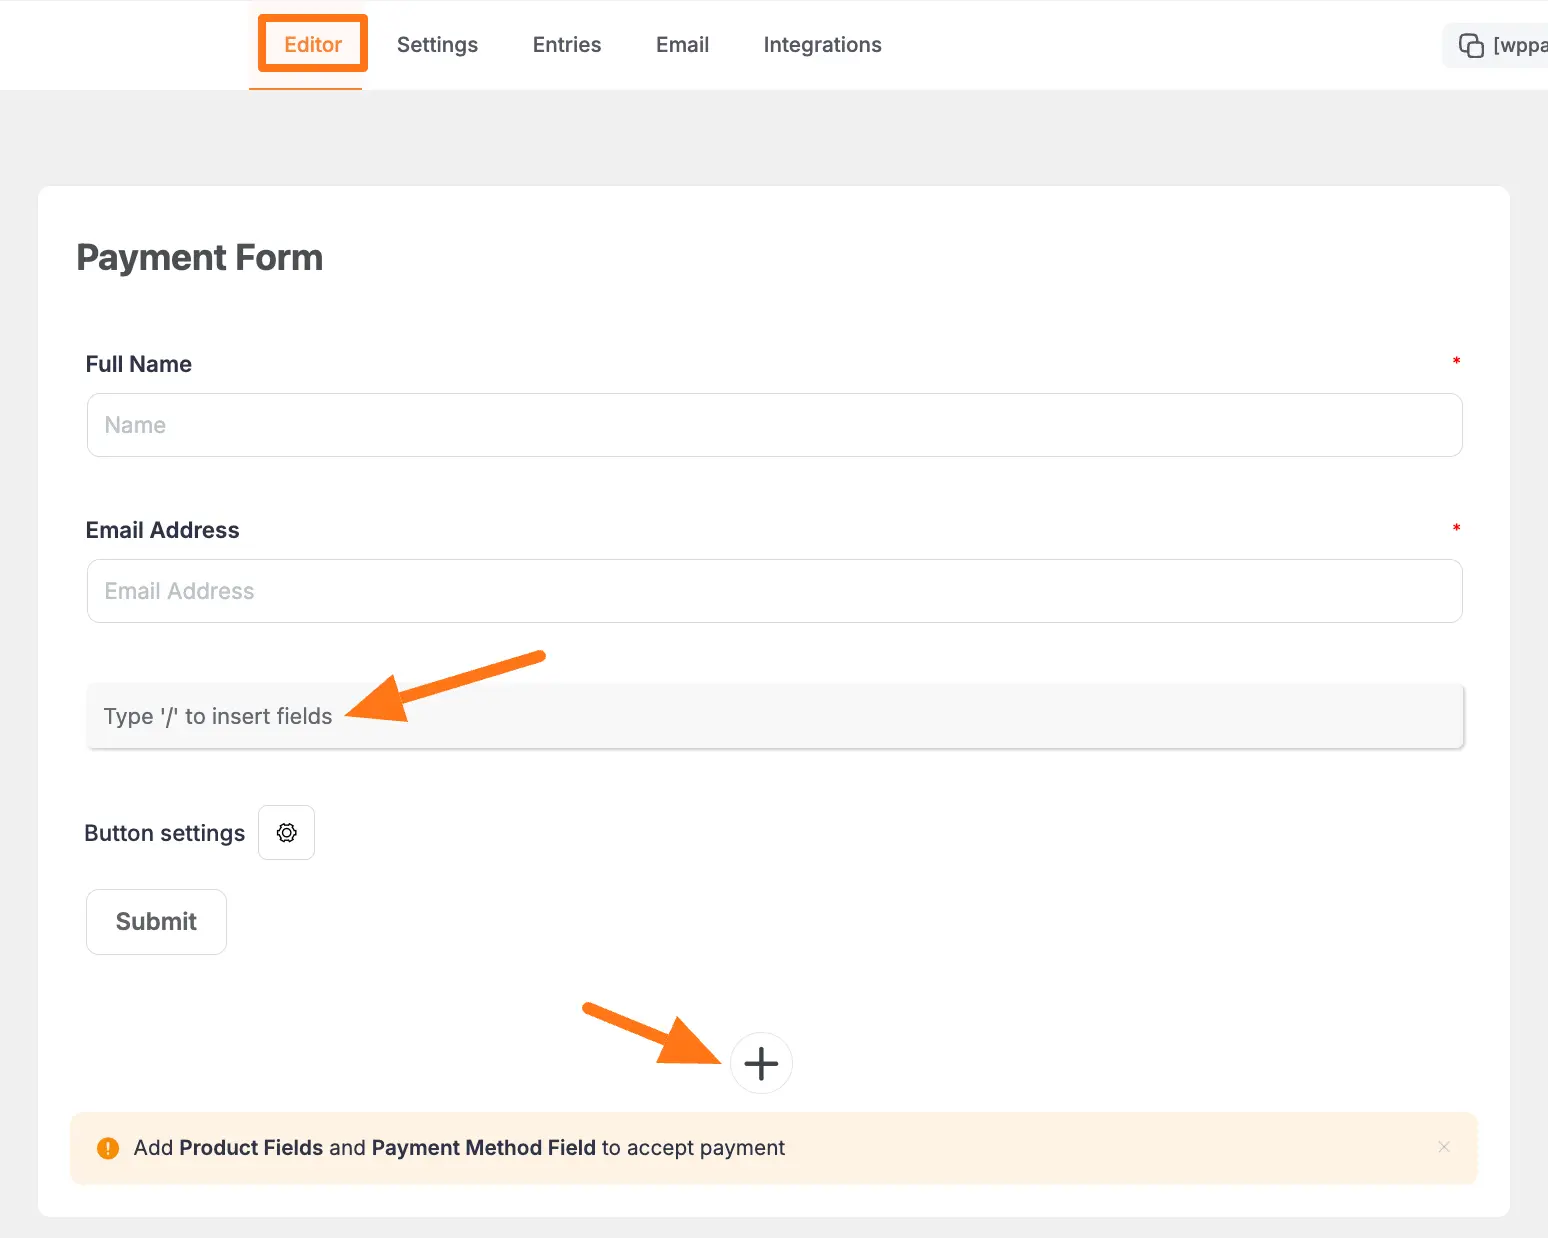 Editor Settings Entries Email Integrations [wppa
Payment Form
Full Name *
Name
Email Address *
Email Address
Type '/' to insert fields
Button settings
Submit
Add Product Fields and Payment Method Field to accept payment